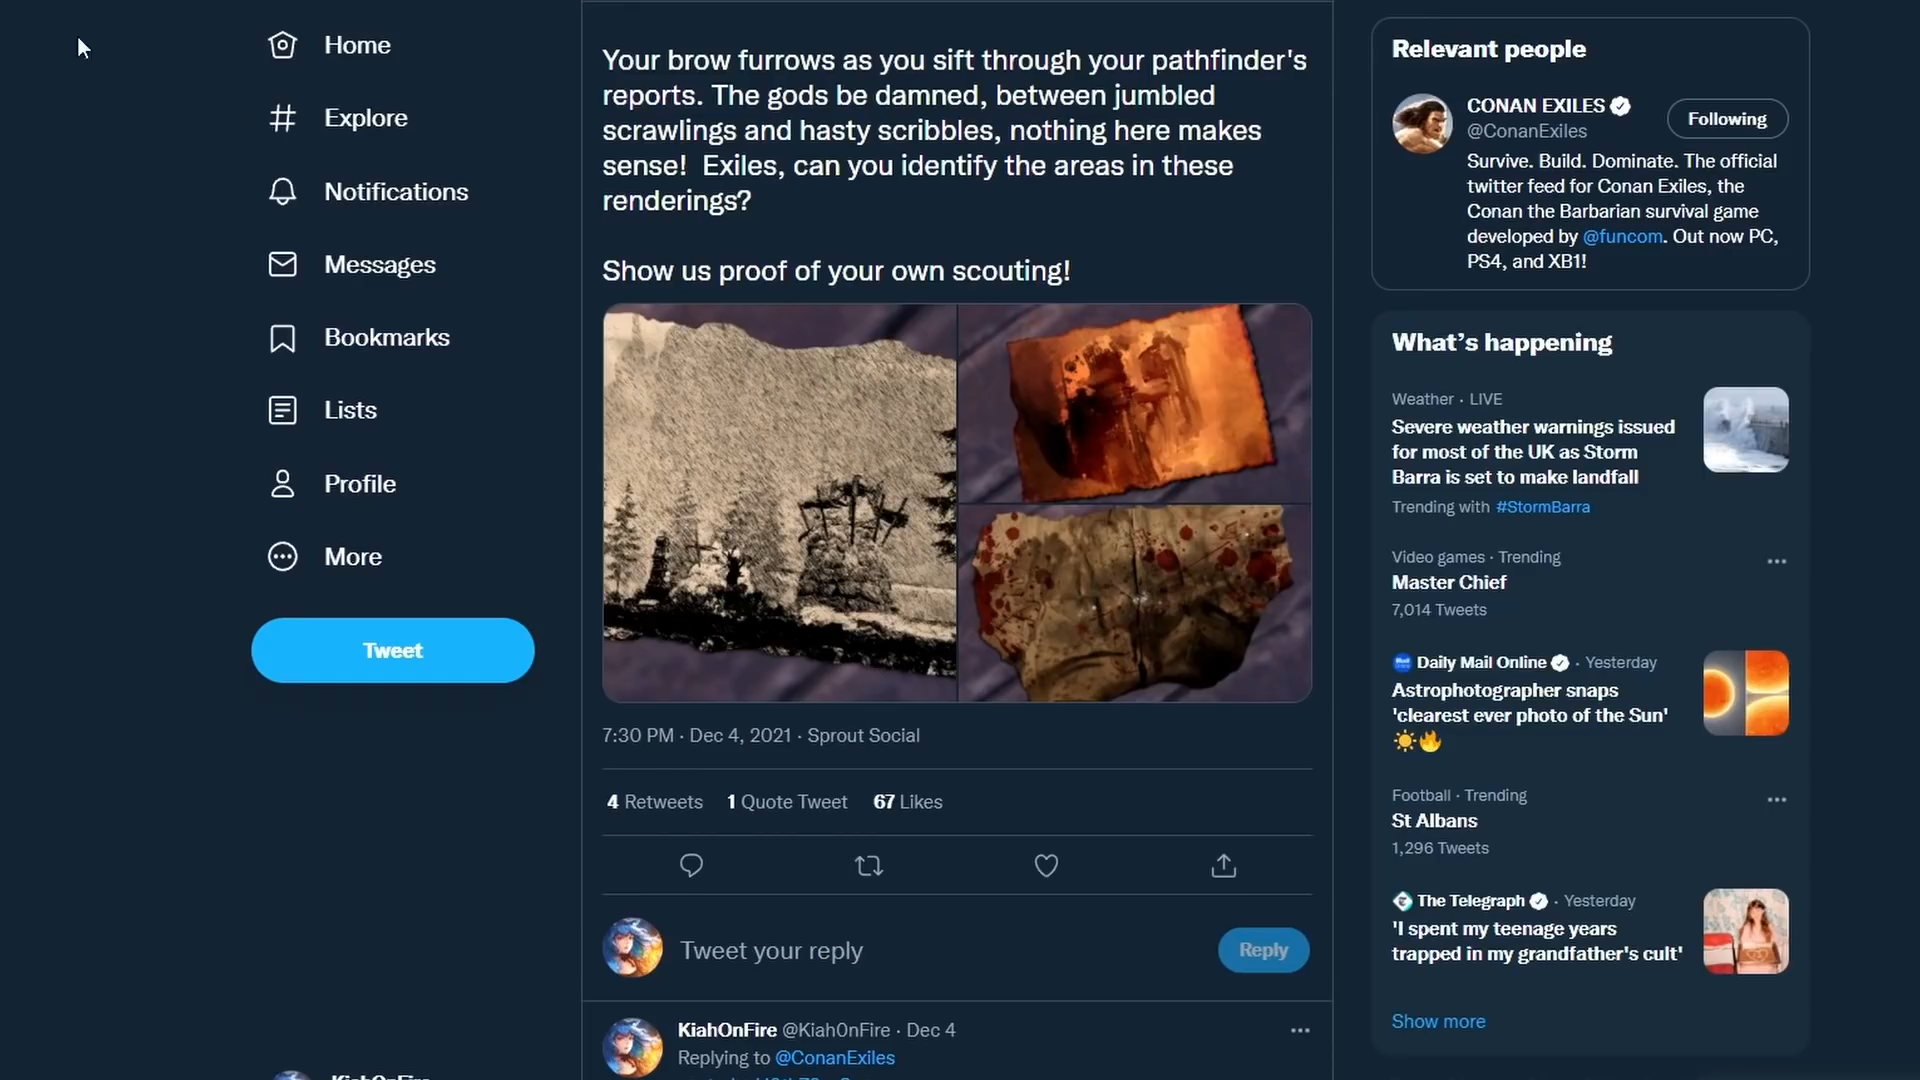 Home
Explore
Notifications
Messages
Bookmarks
Lists
Profile
More
Tweet
Your brow furrows as you sift through your pathfinder's
reports. The gods be damned, between jumbled
scrawlings and hasty scribbles, nothing here makes
sense!  Exiles, can you identify the areas in these
renderings?
Show us proof of your own scouting!
7:30 PM · Dec 4, 2021 · Sprout Social
4 Retweets 1 Quote Tweet 67 Likes
Tweet your reply
Reply
KiahOnFire @KiahOnFire · Dec 4
Replying to @ConanExiles
Relevant people
CONAN EXILES
@ConanExiles
Following
Survive. Build. Dominate. The official
twitter feed for Conan Exiles, the
Conan the Barbarian survival game
developed by @funcom. Out now PC,
PS4, and XB1!
What's happening
Weather · LIVE
Severe weather warnings issued
for most of the UK as Storm
Barra is set to make landfall
Trending with #StormBarra
Video games · Trending
Master Chief
7,014 Tweets
Daily Mail Online · Yesterday
Astrophotographer snaps
'clearest ever photo of the Sun'
☀️🔥
Football · Trending
St Albans
1,296 Tweets
The Telegraph · Yesterday
'I spent my teenage years
trapped in my grandfather's cult'
Show more